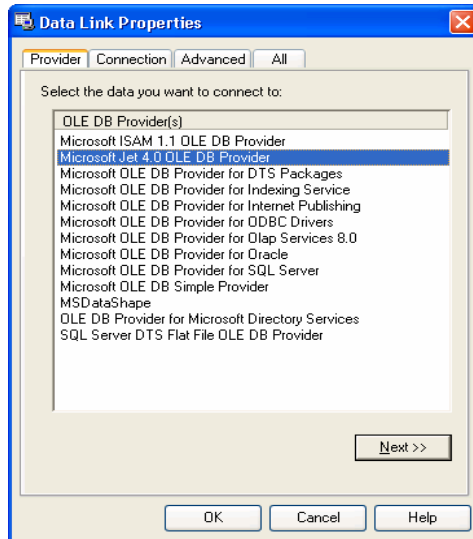 Data Link Properties
Provider Connection Advanced All
Select the data you want to connect to:
OLE DB Provider(s)
Microsoft ISAM 1.1 OLE DB Provider
Microsoft Jet 4.0 OLE DB Provider
Microsoft OLE DB Provider for DTS Packages
Microsoft OLE DB Provider for Indexing Service
Microsoft OLE DB Provider for Internet Publishing
Microsoft OLE DB Provider for ODBC Drivers
Microsoft OLE DB Provider for Olap Services 8.0
Microsoft OLE DB Provider for Oracle
Microsoft OLE DB Provider for SQL Server
Microsoft OLE DB Simple Provider
MSDataShape
OLE DB Provider for Microsoft Directory Services
SQL Server DTS Flat File OLE DB Provider
Next >>
OK Cancel Help